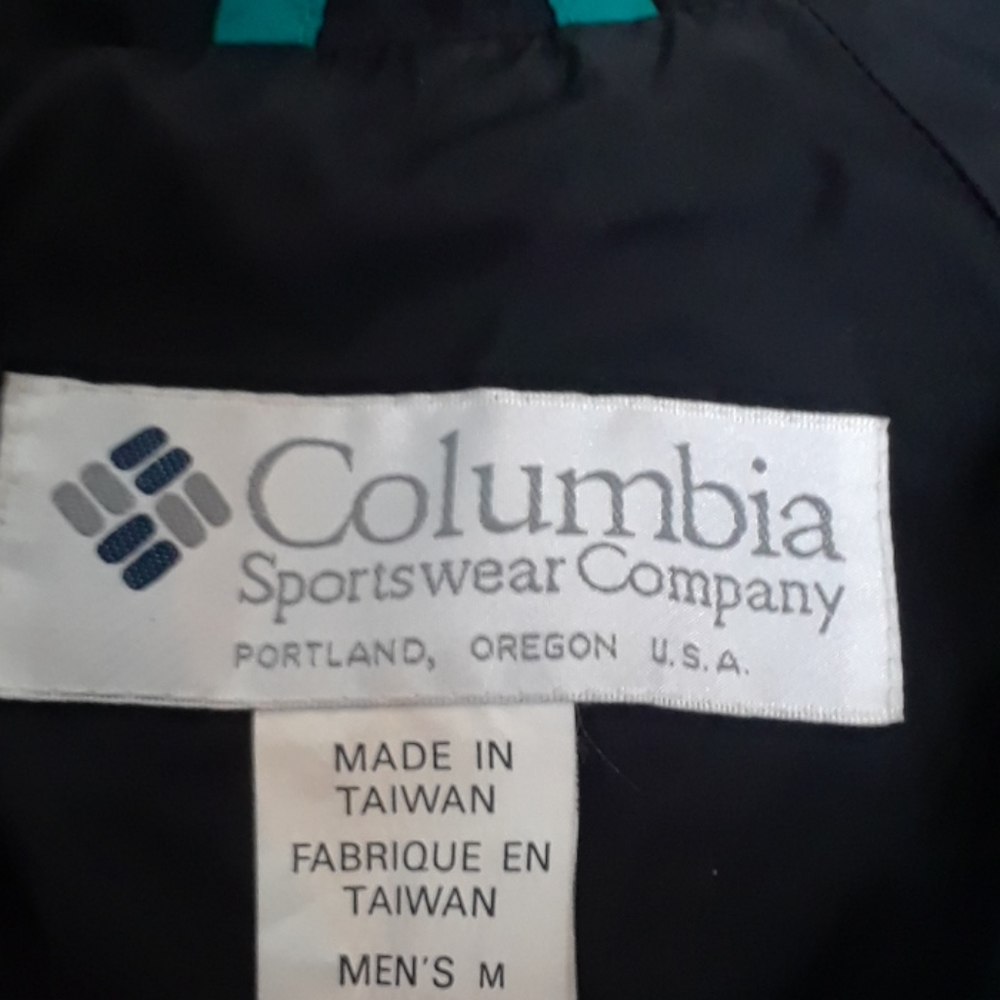 Columbia
Sportswear Company
PORTLAND, OREGON U.S.A.
MADE IN
TAIWAN
FABRIQUE EN
TAIWAN
MEN'S M